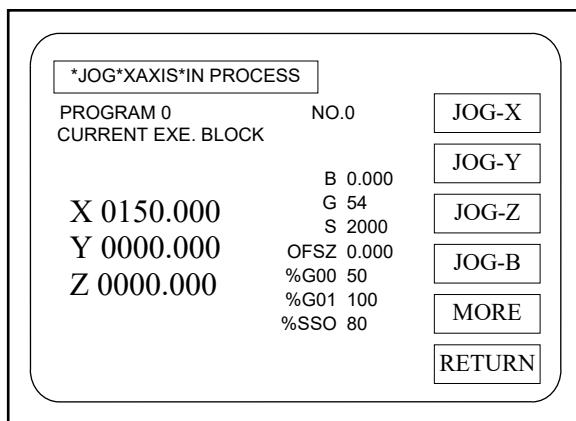 *JOG*XAXIS*IN PROCESS
PROGRAM 0 NO.0
CURRENT EXE. BLOCK
X 0150.000
Y 0000.000
Z 0000.000
B 0.000
G 54
S 2000
OFSZ 0.000
%G00 50
%G01 100
%SSO 80
JOG-X
JOG-Y
JOG-Z
JOG-B
MORE
RETURN